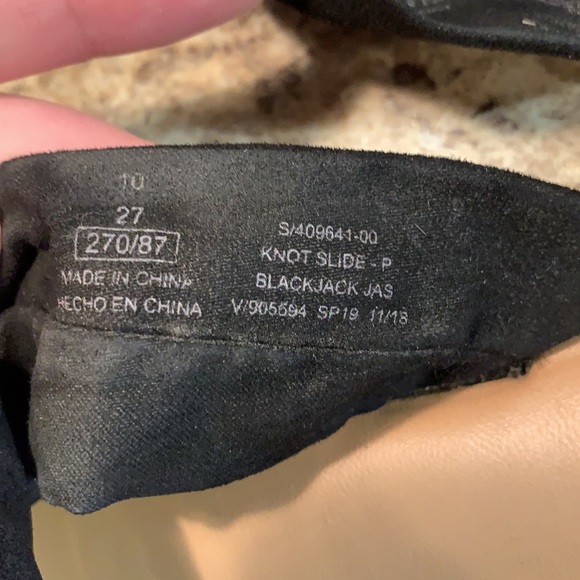 10
27
270/87
MADE IN CHINA
HECHO EN CHINA
S/409641-00
KNOT SLIDE - P
BLACKJACK JAS
V/905594 SP19 11/18